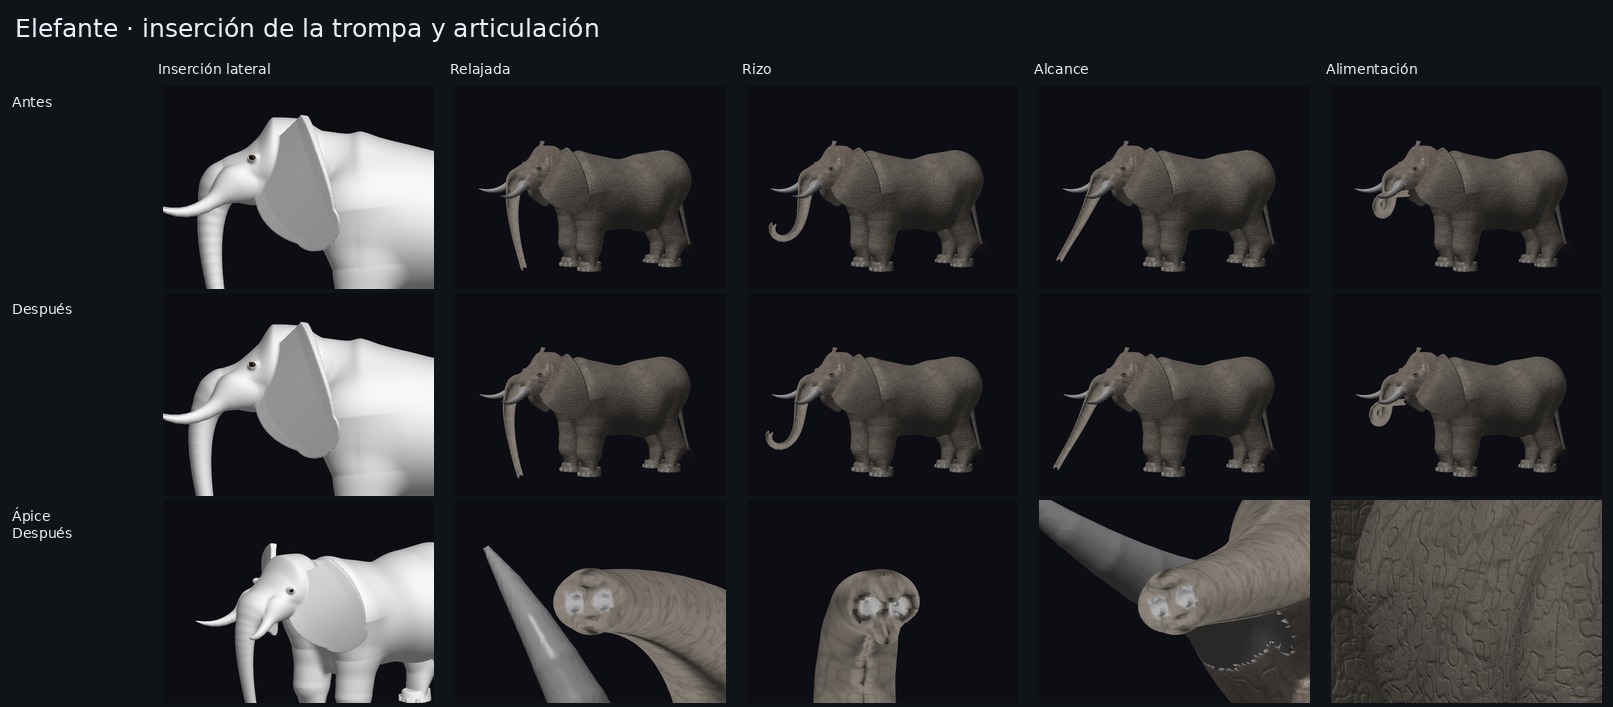 Elefante · inserción de la trompa y articulación
Inserción lateral
Relajada
Rizo
Alcance
Alimentación
Antes
Después
Ápice
Después